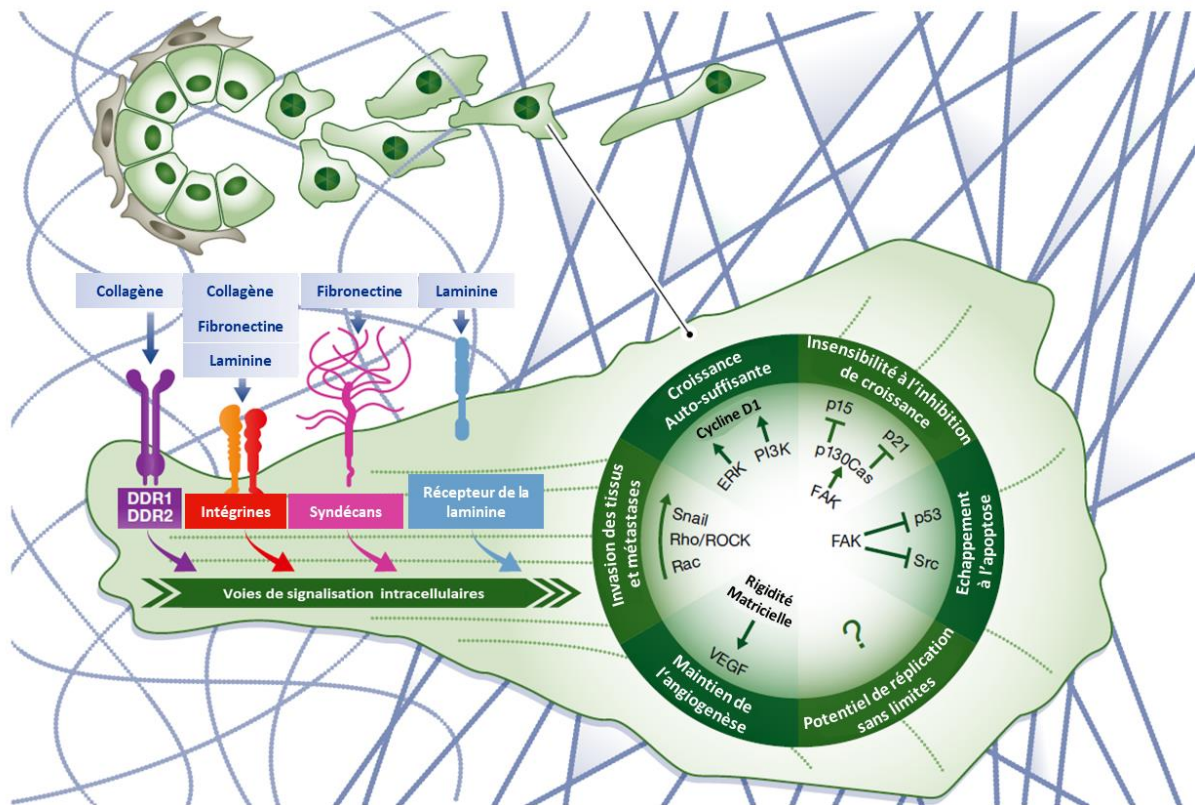 Collagène
Collagène
Fibronectine
Laminine
Fibronectine
Laminine
DDR1
DDR2
Intégrines
Syndécans
Récepteur de la
laminine
Voies de signalisation intracellulaires
Croissance
Auto-suffisante
Cycline D1
ERK
PI3K
Insensibilité à l'inhibition
de croissance
p15
p21
p130Cas
FAK
Echappement
à l'apoptose
FAK
p53
Src
Potentiel de réplication
sans limites
?
Maintien de
l'angiogenèse
Rigidité
Matricielle
VEGF
Invasion des tissus
et métastases
Snail
Rho/ROCK
Rac